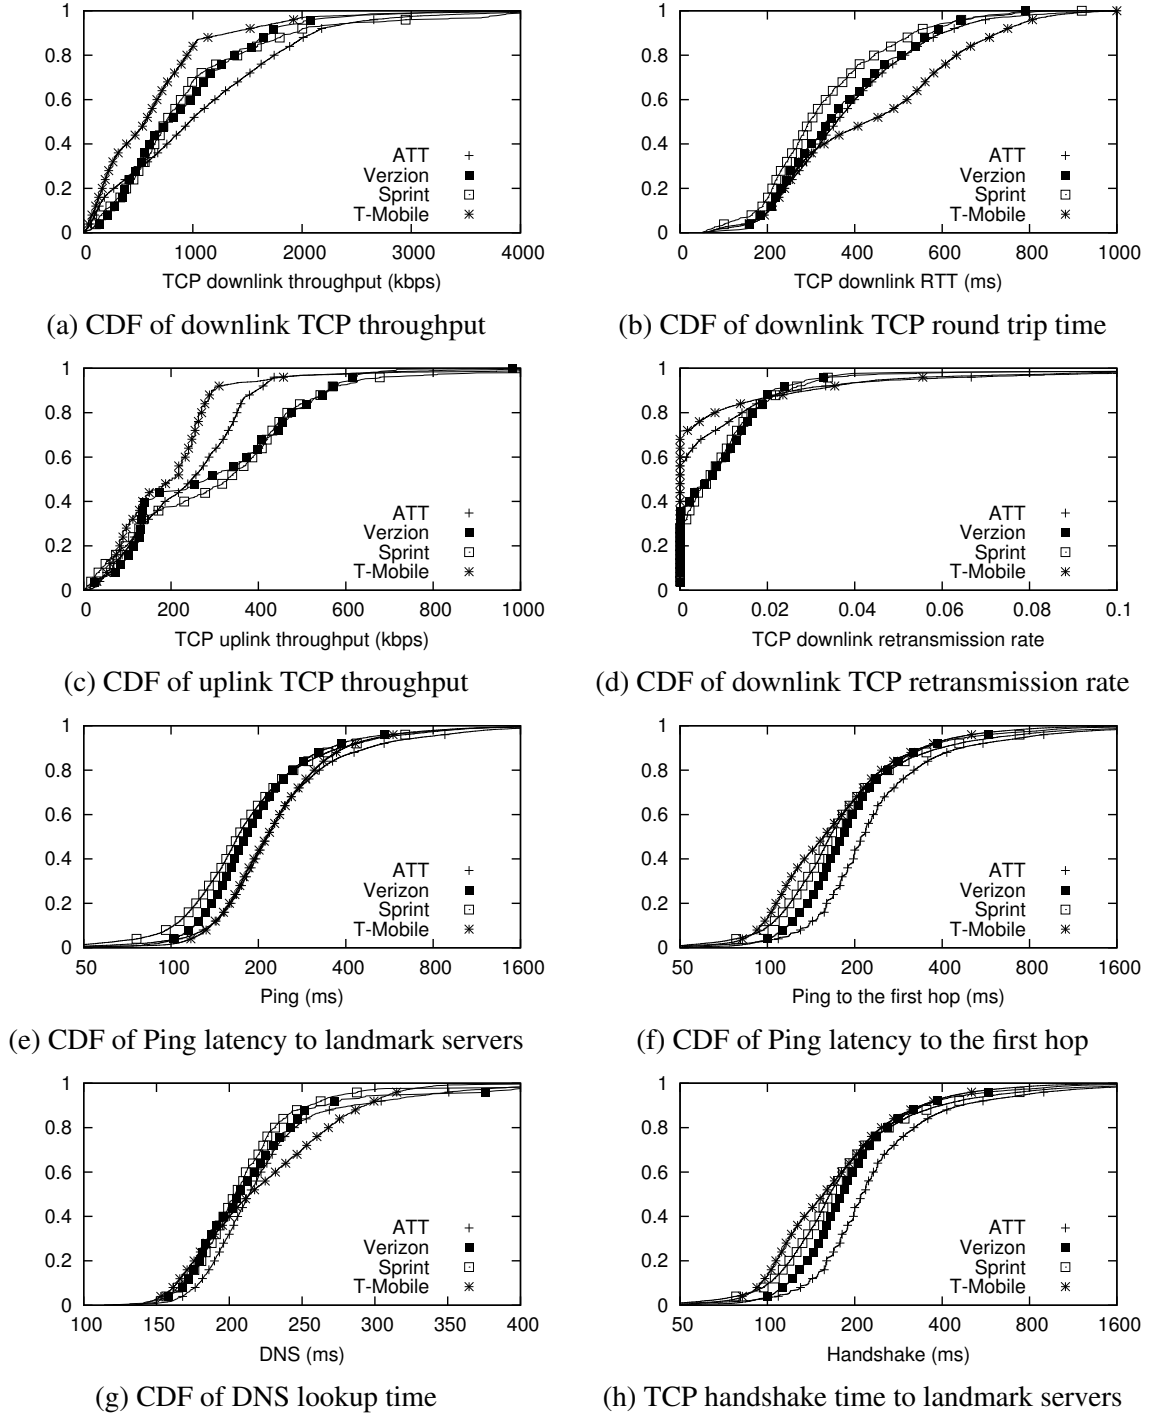 1
0.8
0.6
0.4
0.2
0
ATT
Verzion
Sprint
T-Mobile
0 1000 2000 3000 4000
TCP downlink throughput (kbps)
(a) CDF of downlink TCP throughput
1
0.8
0.6
0.4
0.2
0
ATT
Verzion
Sprint
T-Mobile
0 200 400 600 800 1000
TCP downlink RTT (ms)
(b) CDF of downlink TCP round trip time
1
0.8
0.6
0.4
0.2
0
ATT
Verzion
Sprint
T-Mobile
0 200 400 600 800 1000
TCP uplink throughput (kbps)
(c) CDF of uplink TCP throughput
1
0.8
0.6
0.4
0.2
0
ATT
Verzion
Sprint
T-Mobile
0 0.02 0.04 0.06 0.08 0.1
TCP downlink retransmission rate
(d) CDF of downlink TCP retransmission rate
1
0.8
0.6
0.4
0.2
0
ATT
Verizon
Sprint
T-Mobile
50 100 200 400 800 1600
Ping (ms)
(e) CDF of Ping latency to landmark servers
1
0.8
0.6
0.4
0.2
0
ATT
Verizon
Sprint
T-Mobile
50 100 200 400 800 1600
Ping to the first hop (ms)
(f) CDF of Ping latency to the first hop
1
0.8
0.6
0.4
0.2
0
ATT
Verizon
Sprint
T-Mobile
100 150 200 250 300 350 400
DNS (ms)
(g) CDF of DNS lookup time
1
0.8
0.6
0.4
0.2
0
ATT
Verizon
Sprint
T-Mobile
50 100 200 400 800 1600
Handshake (ms)
(h) TCP handshake time to landmark servers